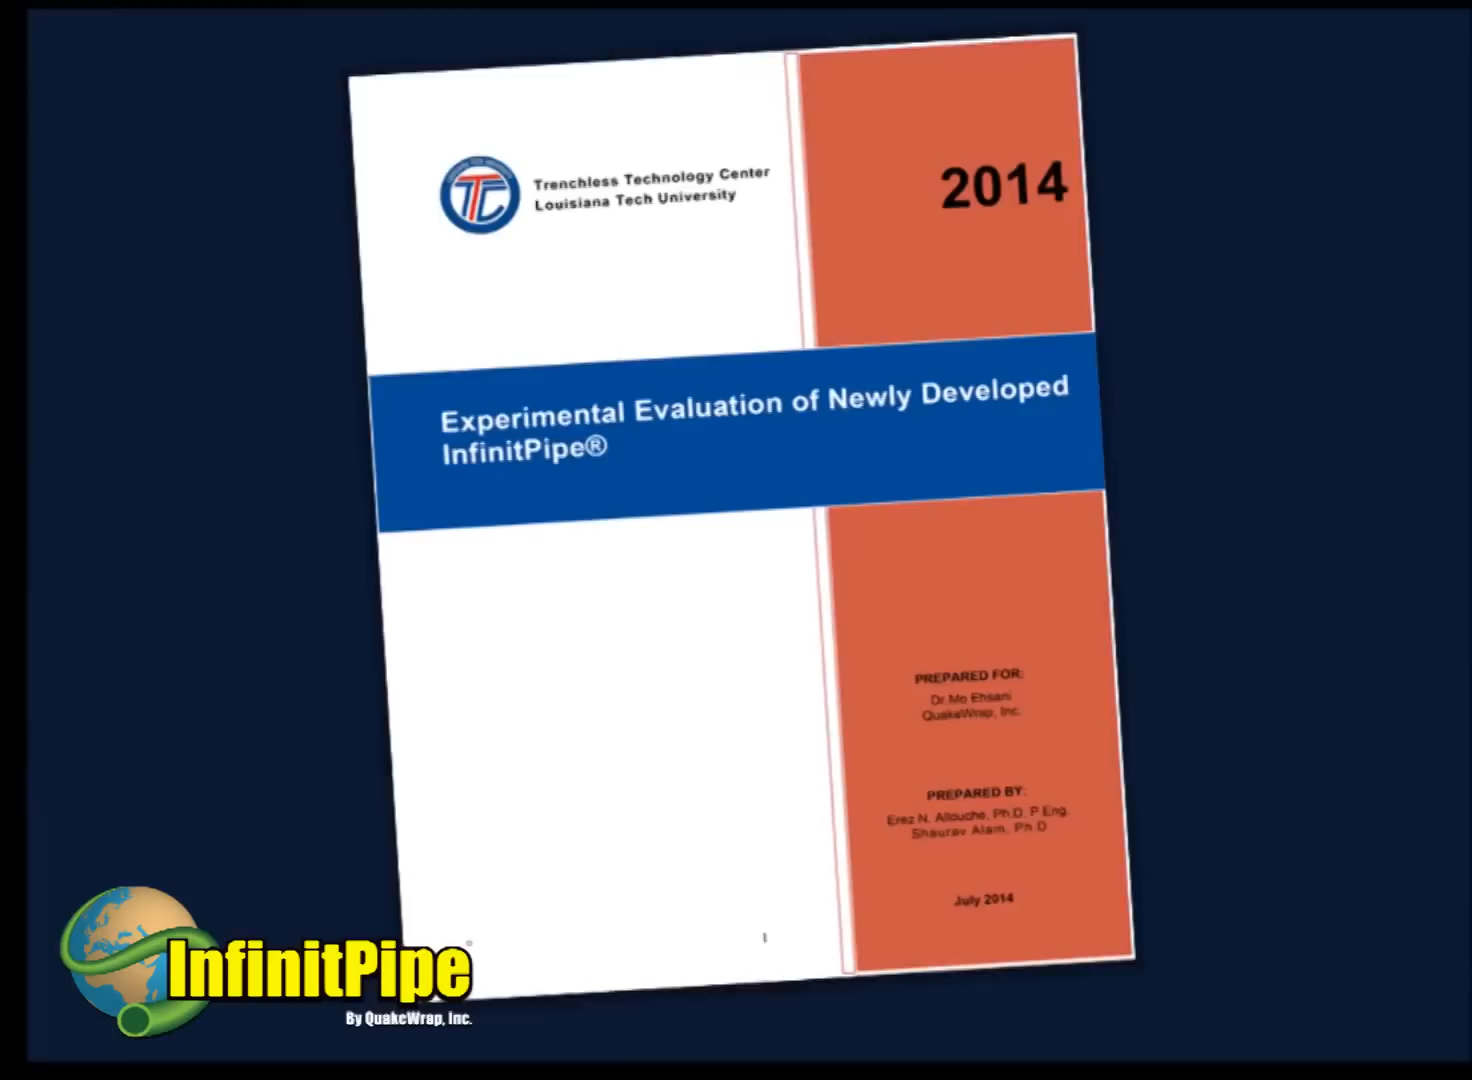 Trenchless Technology Center
Louisiana Tech University
2014
Experimental Evaluation of Newly Developed
InfinitPipe®
PREPARED FOR:
Dr. Mo Ehsani
QuakeWrap, Inc.
PREPARED BY:
Erez N. Allouche, Ph.D, P.Eng.
Shaurav Alam, Ph.D
July 2014
InfinitPipe
By QuakeWrap, Inc.